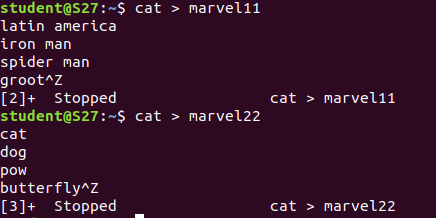 student@S27:~$ cat > marvel11
latin america
iron man
spider man
groot^Z
[2]+  Stopped                 cat > marvel11
student@S27:~$ cat > marvel22
cat
dog
pow
butterfly^Z
[3]+  Stopped                 cat > marvel22